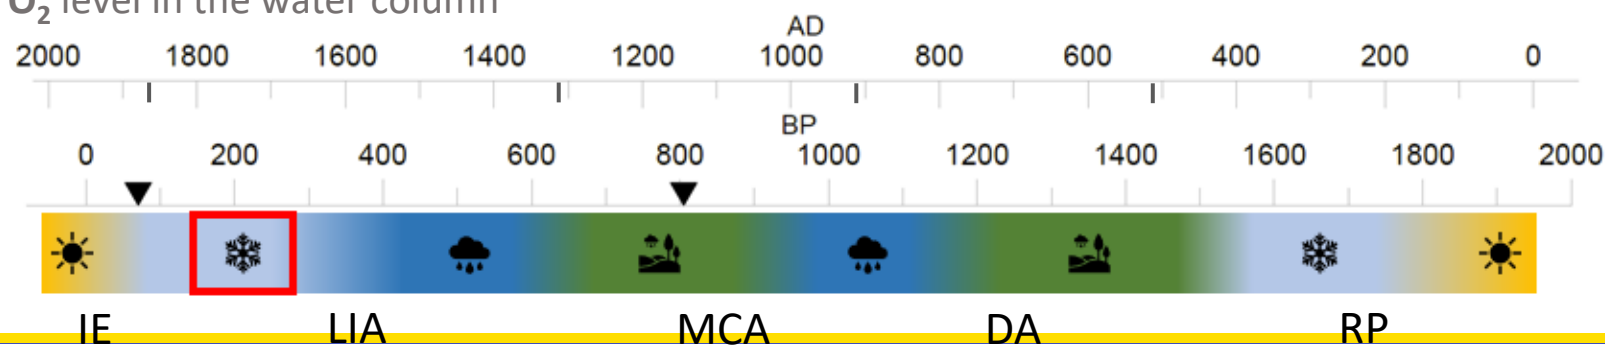 O₂ level in the water column
AD
2000 1800 1600 1400 1200 1000 800 600 400 200 0
BP
0 200 400 600 800 1000 1200 1400 1600 1800 2000
IE LIA MCA DA RP